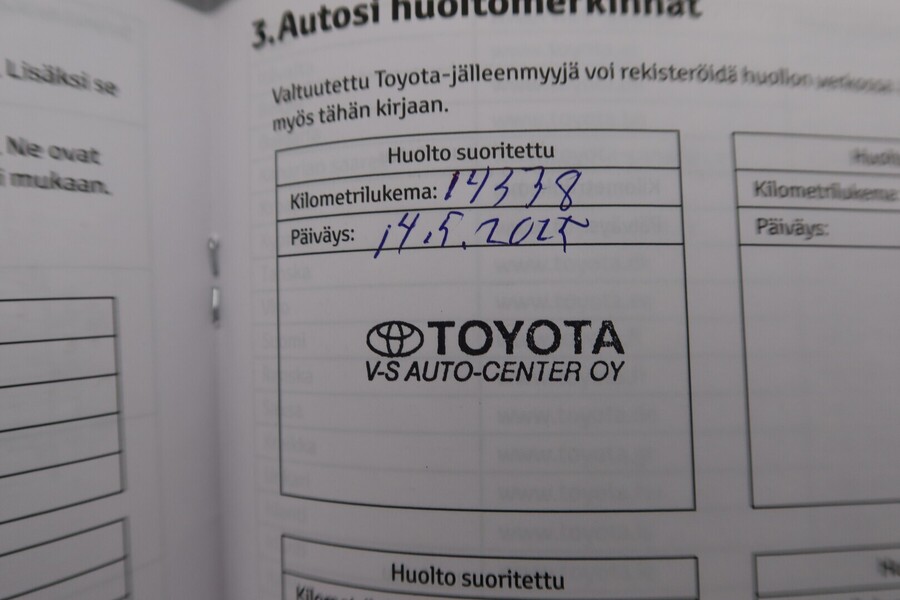 Lisäksi se
Ne ovat
mukaan.
3. Autosi huoltomerkinnät
Valtuutettu Toyota-jälleenmyyjä voi rekisteröidä huollon
myös tähän kirjaan.
Huolto suoritettu
Kilometrilukema: 14338
Päiväys: 14.5.2025
TOYOTA
V-S AUTO-CENTER OY
Kilometrilukema:
Päiväys:
Huolto suoritettu